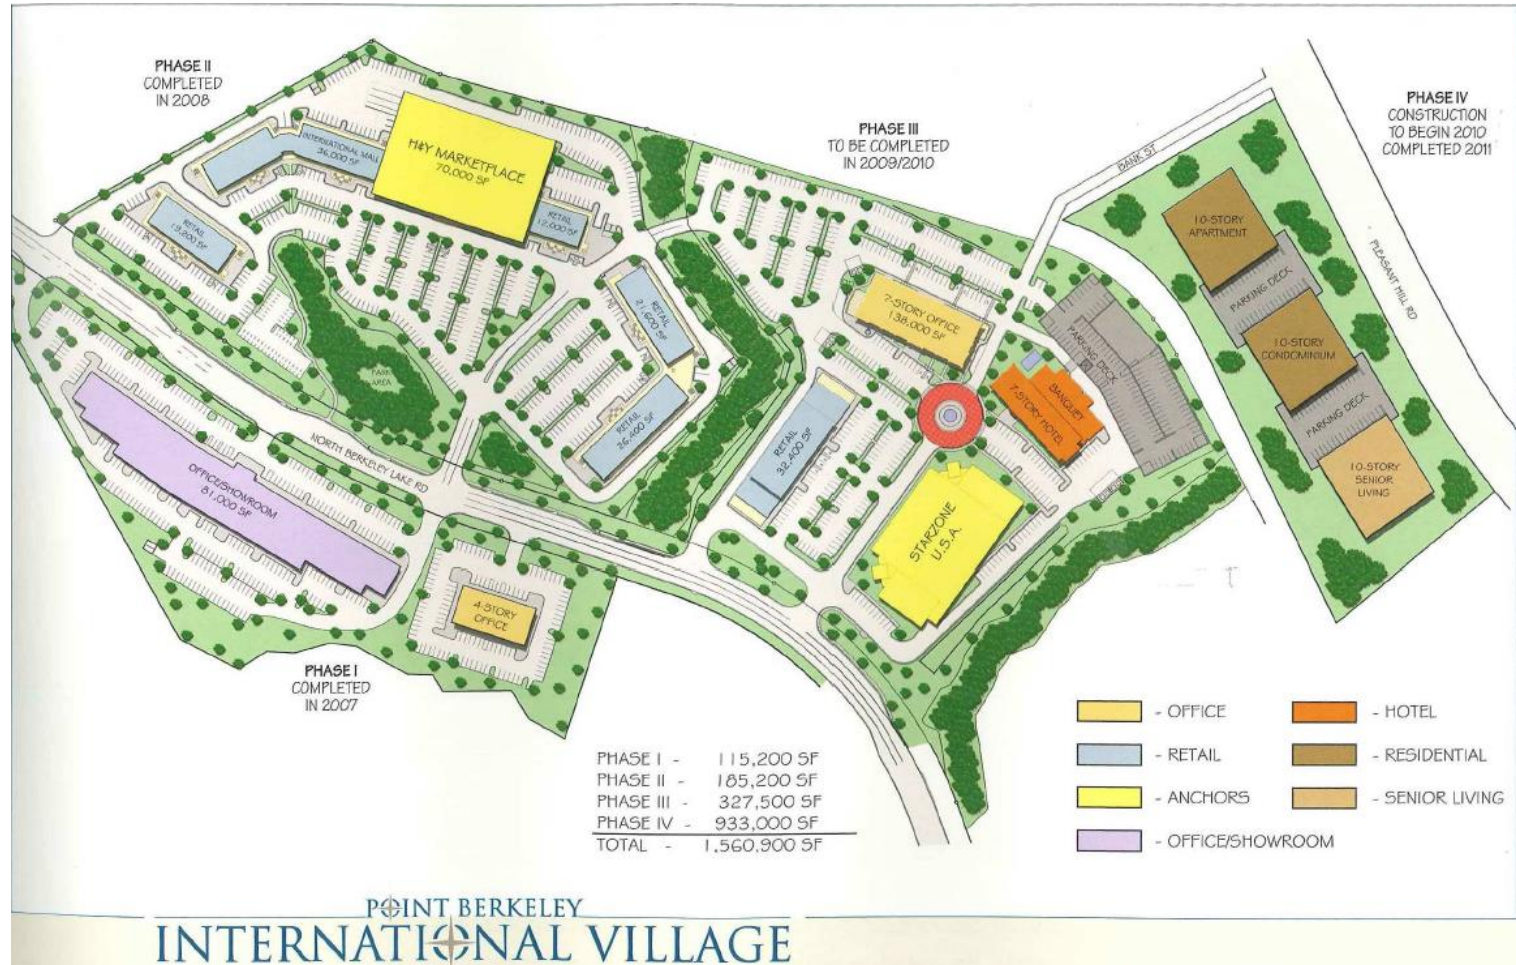 PHASE II
COMPLETED
IN 2008
PHASE III
TO BE COMPLETED
IN 2009/2010
PHASE IV
CONSTRUCTION
TO BEGIN 2010
COMPLETED 2011
INTERNATIONAL MALL
36,000 SF
H&Y MARKETPLACE
70,000 SF
RETAIL
12,000 SF
RETAIL
19,200 SF
RETAIL
21,600 SF
RETAIL
26,400 SF
PARK
AREA
NORTH BERKELEY LAKE RD
OFFICE/SHOWROOM
81,000 SF
4-STORY
OFFICE
PHASE I
COMPLETED
IN 2007
7-STORY OFFICE
138,000 SF
RETAIL
32,400 SF
STARZONE
U.S.A.
7-STORY HOTEL
BANQUET
PARKING DECK
BANK ST
10-STORY
APARTMENT
PARKING DECK
10-STORY
CONDOMINIUM
PARKING DECK
10-STORY
SENIOR
LIVING
PLEASANT HILL RD
- OFFICE
- RETAIL
- ANCHORS
- OFFICE/SHOWROOM
- HOTEL
- RESIDENTIAL
- SENIOR LIVING
PHASE I - 115,200 SF
PHASE II - 185,200 SF
PHASE III - 327,500 SF
PHASE IV - 933,000 SF
TOTAL - 1,560,900 SF
POINT BERKELEY
INTERNATIONAL VILLAGE